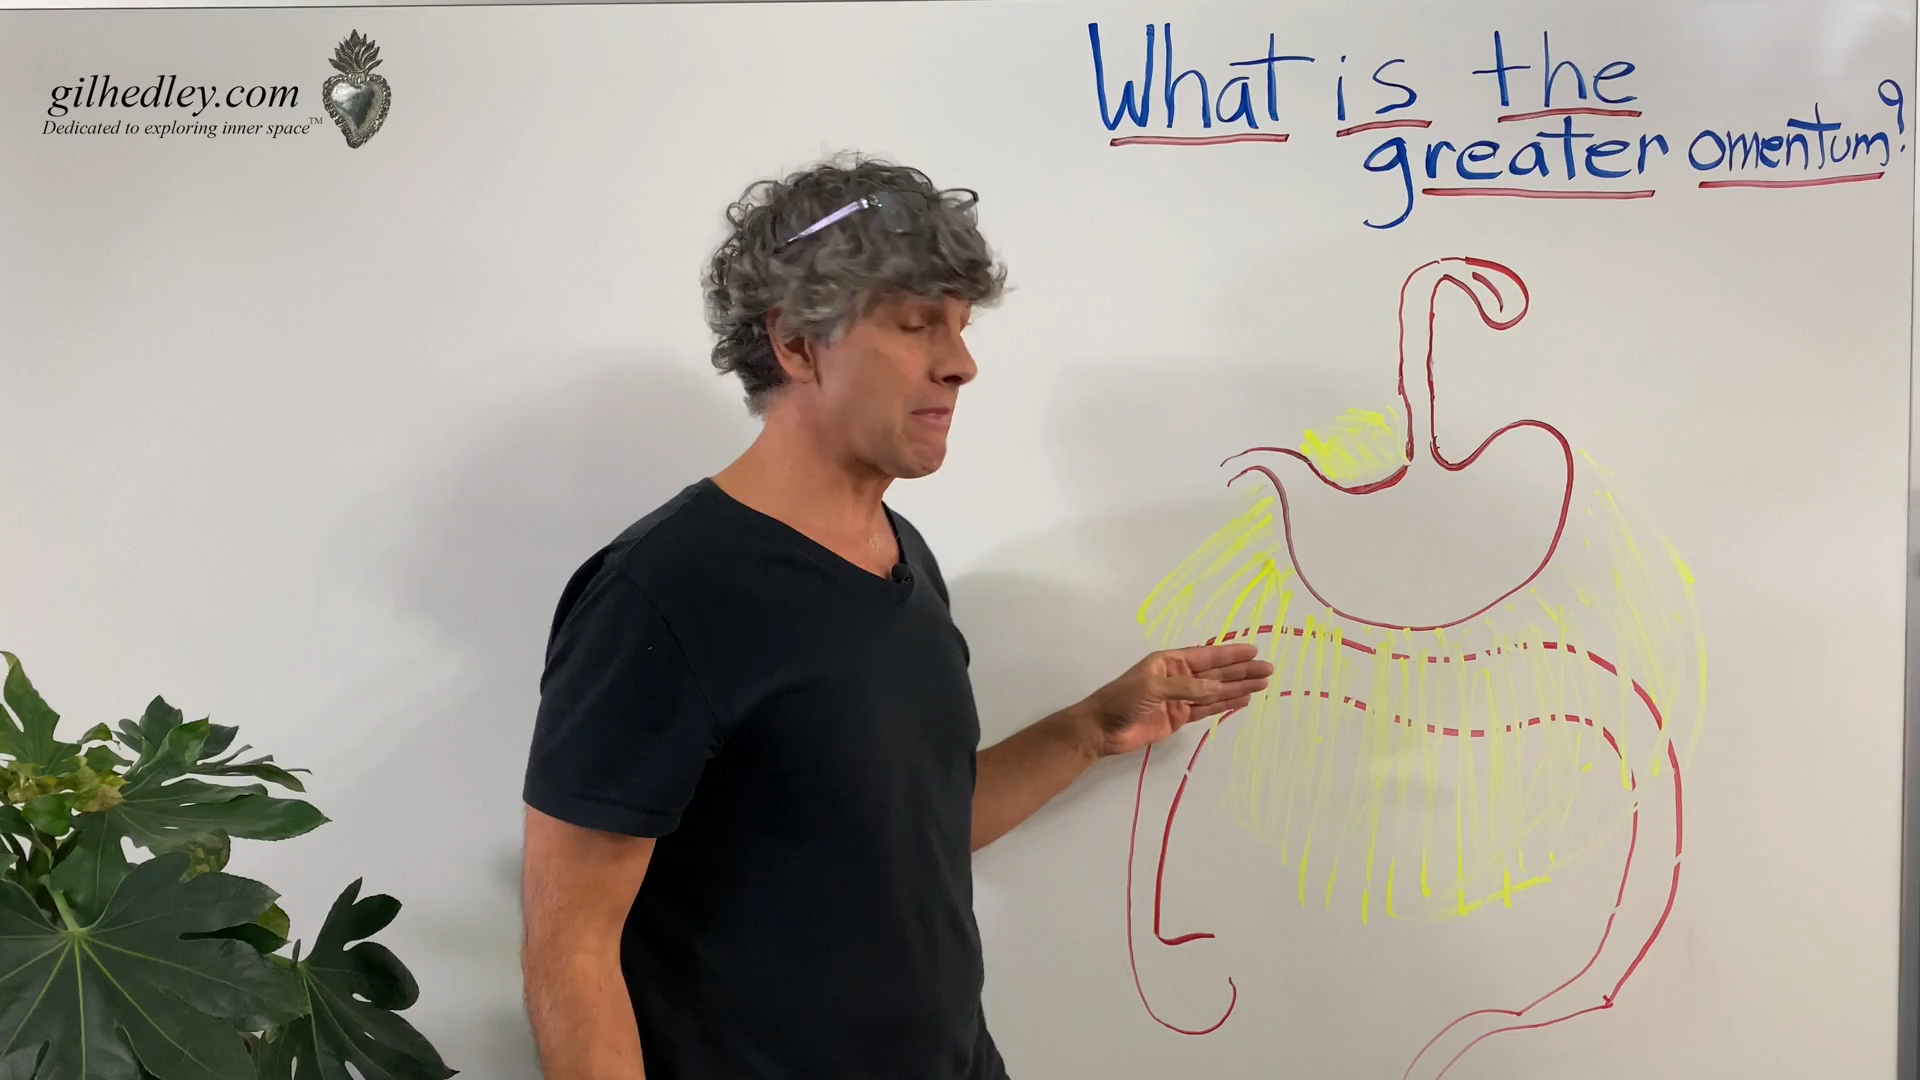 gilhedley.com
Dedicated to exploring inner space™
What is the
greater omentum?